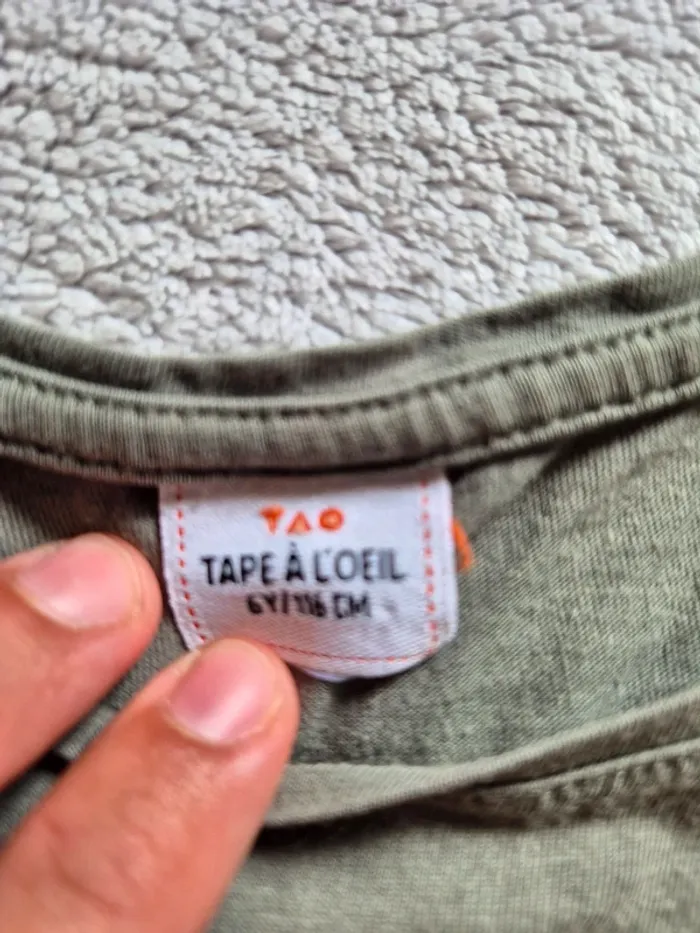 TAO
TAPE À L'OEIL
6Y/116 CM